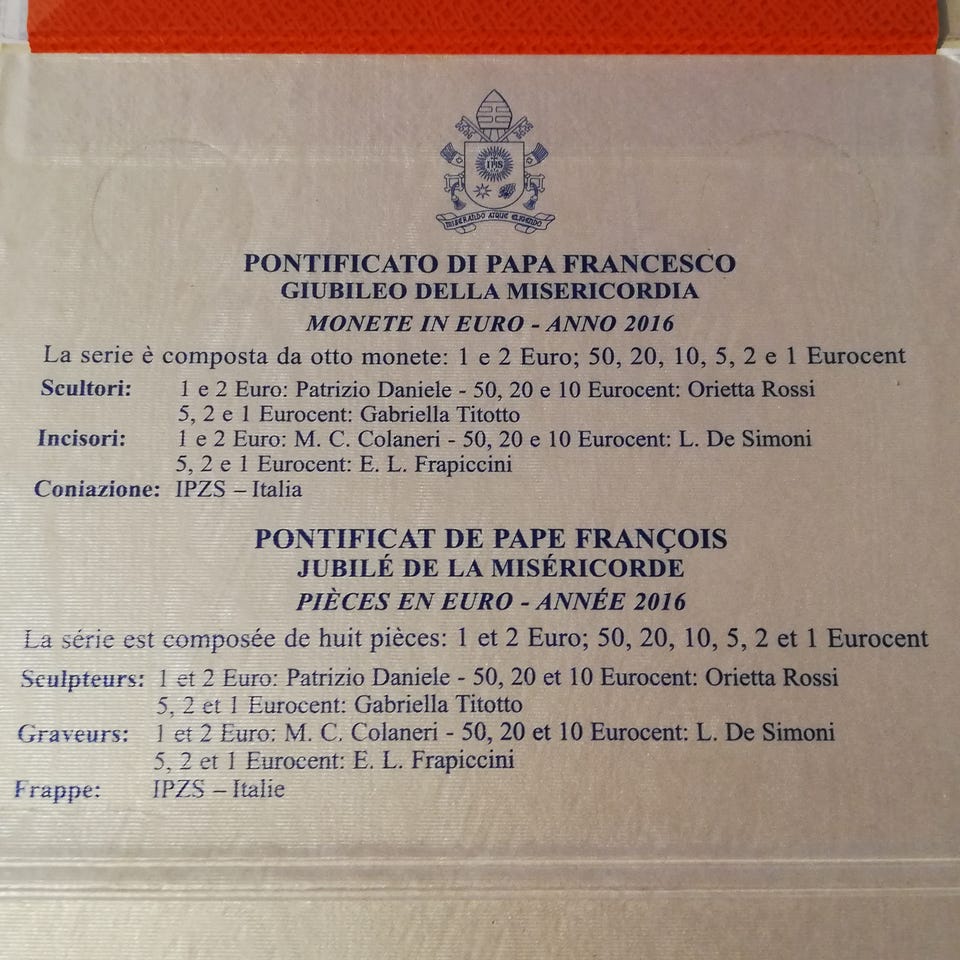 IHS
MISERANDO ATQUE ELIGENDO
PONTIFICATO DI PAPA FRANCESCO
GIUBILEO DELLA MISERICORDIA
MONETE IN EURO - ANNO 2016
La serie è composta da otto monete: 1 e 2 Euro; 50, 20, 10, 5, 2 e 1 Eurocent
Scultori: 1 e 2 Euro: Patrizio Daniele - 50, 20 e 10 Eurocent: Orietta Rossi
5, 2 e 1 Eurocent: Gabriella Titotto
Incisori: 1 e 2 Euro: M. C. Colaneri - 50, 20 e 10 Eurocent: L. De Simoni
5, 2 e 1 Eurocent: E. L. Frapiccini
Coniazione: IPZS – Italia
PONTIFICAT DE PAPE FRANÇOIS
JUBILÉ DE LA MISÉRICORDE
PIÈCES EN EURO - ANNÉE 2016
La série est composée de huit pièces: 1 et 2 Euro; 50, 20, 10, 5, 2 et 1 Eurocent
Sculpteurs: 1 et 2 Euro: Patrizio Daniele - 50, 20 et 10 Eurocent: Orietta Rossi
5, 2 et 1 Eurocent: Gabriella Titotto
Graveurs: 1 et 2 Euro: M. C. Colaneri - 50, 20 et 10 Eurocent: L. De Simoni
5, 2 et 1 Eurocent: E. L. Frapiccini
Frappe: IPZS – Italie